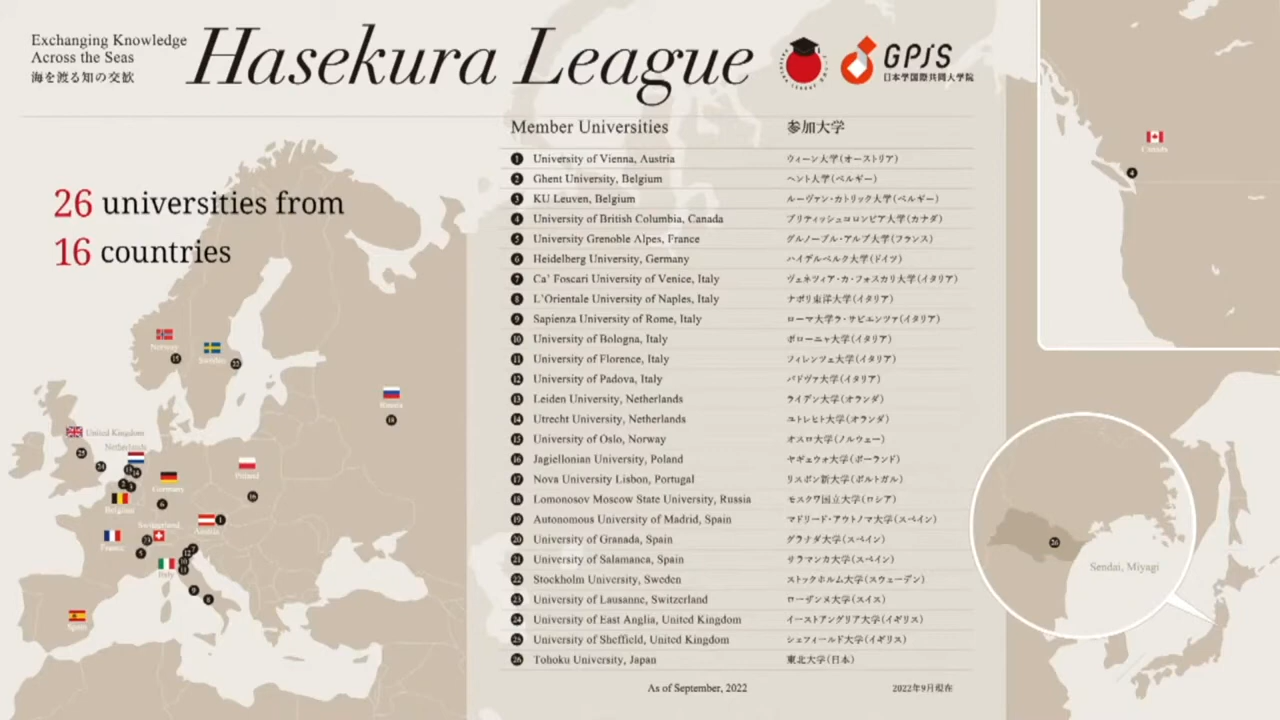 Exchanging Knowledge
Across the Seas
海を渡る知の交歓
Hasekura League
GPJS
日本学国際共同大学院
26 universities from
16 countries
Member Universities 参加大学
1 University of Vienna, Austria ウィーン大学(オーストリア)
2 Ghent University, Belgium ヘント大学(ベルギー)
3 KU Leuven, Belgium ルーヴァン・カトリック大学(ベルギー)
4 University of British Columbia, Canada ブリティッシュコロンビア大学(カナダ)
5 University Grenoble Alpes, France グルノーブル・アルプ大学(フランス)
6 Heidelberg University, Germany ハイデルベルク大学(ドイツ)
7 Ca' Foscari University of Venice, Italy ヴェネツィア・カ・フォスカリ大学(イタリア)
8 L'Orientale University of Naples, Italy ナポリ東洋大学(イタリア)
9 Sapienza University of Rome, Italy ローマ大学ラ・サピエンツァ(イタリア)
10 University of Bologna, Italy ボローニャ大学(イタリア)
11 University of Florence, Italy フィレンツェ大学(イタリア)
12 University of Padova, Italy パドヴァ大学(イタリア)
13 Leiden University, Netherlands ライデン大学(オランダ)
14 Utrecht University, Netherlands ユトレヒト大学(オランダ)
15 University of Oslo, Norway オスロ大学(ノルウェー)
16 Jagiellonian University, Poland ヤギェウォ大学(ポーランド)
17 Nova University Lisbon, Portugal リスボン新大学(ポルトガル)
18 Lomonosov Moscow State University, Russia モスクワ国立大学(ロシア)
19 Autonomous University of Madrid, Spain マドリード・アウトノマ大学(スペイン)
20 University of Granada, Spain グラナダ大学(スペイン)
21 University of Salamanca, Spain サラマンカ大学(スペイン)
22 Stockholm University, Sweden ストックホルム大学(スウェーデン)
23 University of Lausanne, Switzerland ローザンヌ大学(スイス)
24 University of East Anglia, United Kingdom イーストアングリア大学(イギリス)
25 University of Sheffield, United Kingdom シェフィールド大学(イギリス)
26 Tohoku University, Japan 東北大学(日本)
As of September, 2022 2022年9月現在
Canada
4
Norway
15
Sweden
22
Russia
18
United Kingdom
25
24
Netherlands
Germany
6
Poland
16
Belgium
Switzerland
Austria
1
France
5
Italy
9
8
Spain
26
Sendai, Miyagi